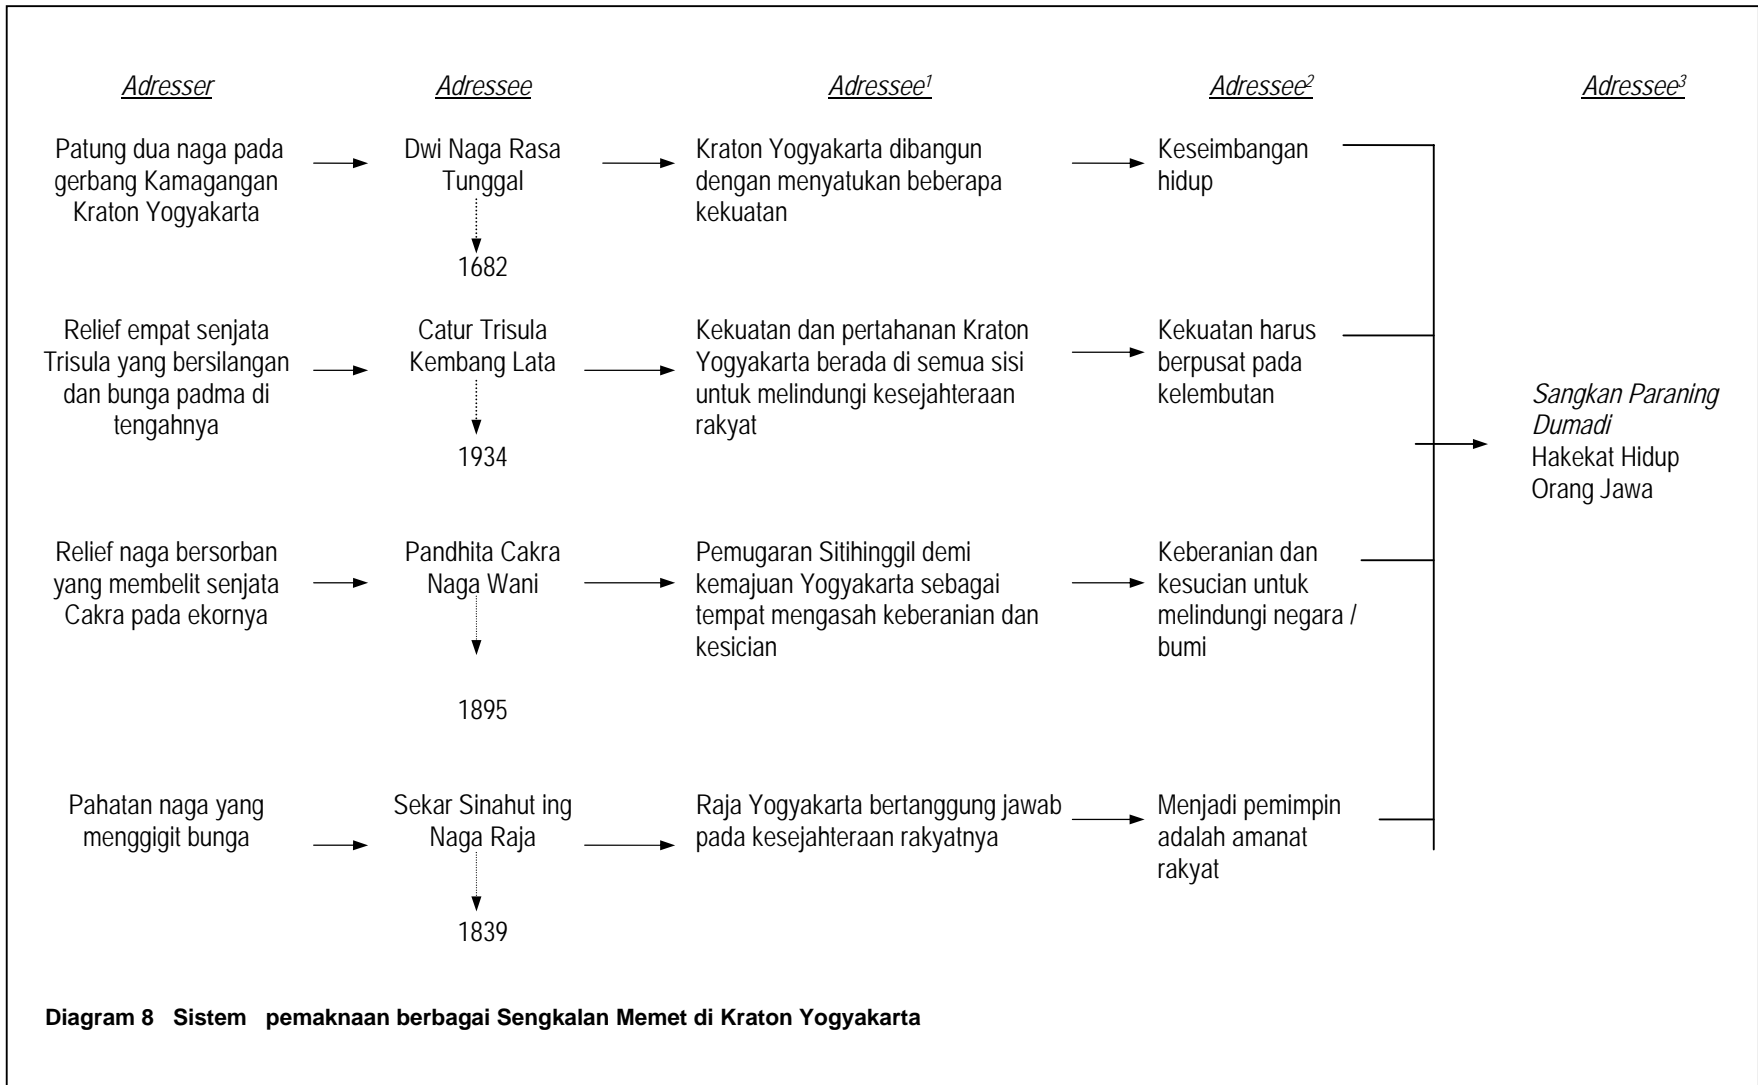 Adresser
Adressee
Adressee¹
Adressee²
Adressee³
Patung dua naga pada
gerbang Kamagangan
Kraton Yogyakarta
Dwi Naga Rasa
Tunggal
1682
Kraton Yogyakarta dibangun
dengan menyatukan beberapa
kekuatan
Keseimbangan
hidup
Relief empat senjata
Trisula yang bersilangan
dan bunga padma di
tengahnya
Catur Trisula
Kembang Lata
1934
Kekuatan dan pertahanan Kraton
Yogyakarta berada di semua sisi
untuk melindungi kesejahteraan
rakyat
Kekuatan harus
berpusat pada
kelembutan
Sangkan Paraning
Dumadi
Hakekat Hidup
Orang Jawa
Relief naga bersorban
yang membelit senjata
Cakra pada ekornya
Pandhita Cakra
Naga Wani
1895
Pemugaran Sitihinggil demi
kemajuan Yogyakarta sebagai
tempat mengasah keberanian dan
kesician
Keberanian dan
kesucian untuk
melindungi negara /
bumi
Pahatan naga yang
menggigit bunga
Sekar Sinahut ing
Naga Raja
1839
Raja Yogyakarta bertanggung jawab
pada kesejahteraan rakyatnya
Menjadi pemimpin
adalah amanat
rakyat
Diagram 8 Sistem pemaknaan berbagai Sengkalan Memet di Kraton Yogyakarta